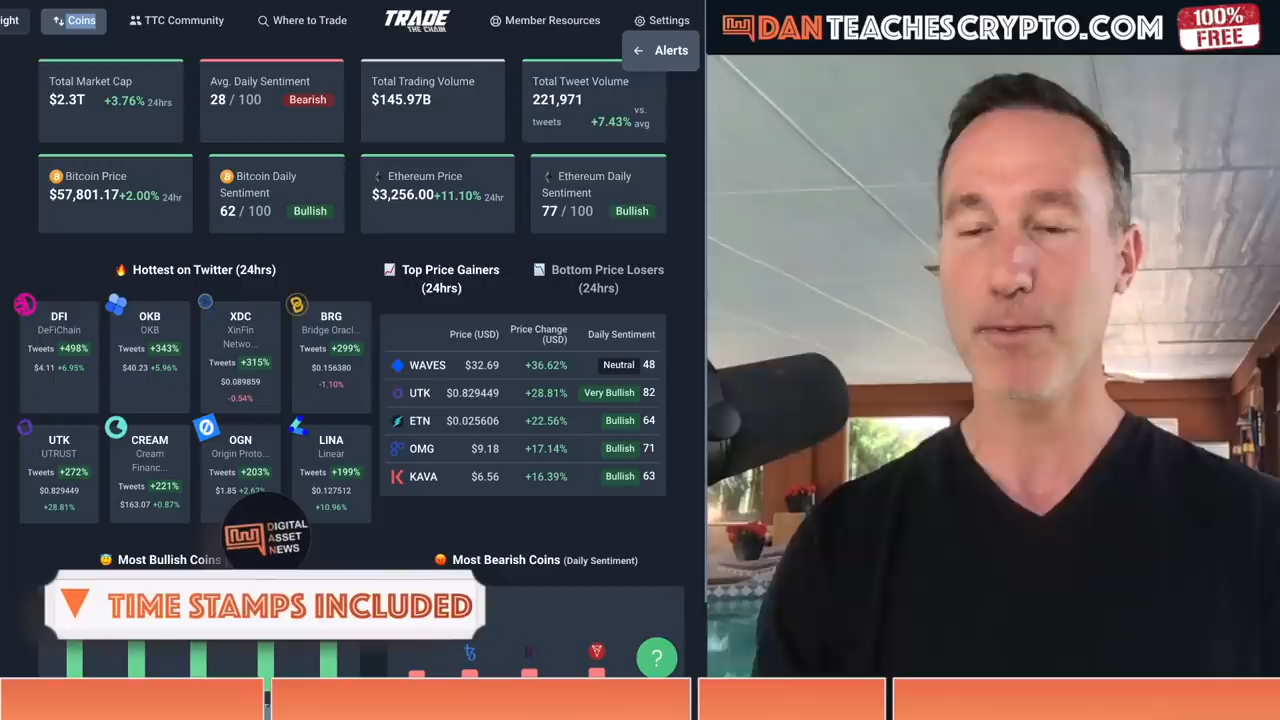 ight
Coins
TTC Community
Where to Trade
TRADE
THE CHAIN
Member Resources
Settings
Alerts
DANTEACHESCRYPTO.COM
100%
FREE
Total Market Cap
$2.3T +3.76% 24hrs
Avg. Daily Sentiment
28 / 100 Bearish
Total Trading Volume
$145.97B
Total Tweet Volume
221,971
tweets +7.43% vs.
avg
Bitcoin Price
$57,801.17+2.00% 24hr
Bitcoin Daily
Sentiment
62 / 100 Bullish
Ethereum Price
$3,256.00+11.10% 24hr
Ethereum Daily
Sentiment
77 / 100 Bullish
Hottest on Twitter (24hrs)
DFI
DeFiChain
Tweets +498%
$4.11 +6.95%
OKB
OKB
Tweets +343%
$40.23 +5.96%
XDC
XinFin
Netwo...
Tweets +315%
$0.089859
-0.54%
BRG
Bridge Oracl...
Tweets +299%
$0.156380
-1.10%
UTK
UTRUST
Tweets +272%
$0.829449
+28.81%
CREAM
Cream
Financ...
Tweets +221%
$163.07 +0.87%
OGN
Origin Proto...
Tweets +203%
$1.85 +2.62%
LINA
Linear
Tweets +199%
$0.127512
+10.96%
Top Price Gainers
(24hrs)
Bottom Price Losers
(24hrs)
Price (USD) Price Change
(USD) Daily Sentiment
WAVES $32.69 +36.62% Neutral 48
UTK $0.829449 +28.81% Very Bullish 82
ETN $0.025606 +22.56% Bullish 64
OMG $9.18 +17.14% Bullish 71
KAVA $6.56 +16.39% Bullish 63
DIGITAL
ASSET
NEWS
Most Bullish Coins
Most Bearish Coins (Daily Sentiment)
TIME STAMPS INCLUDED
?